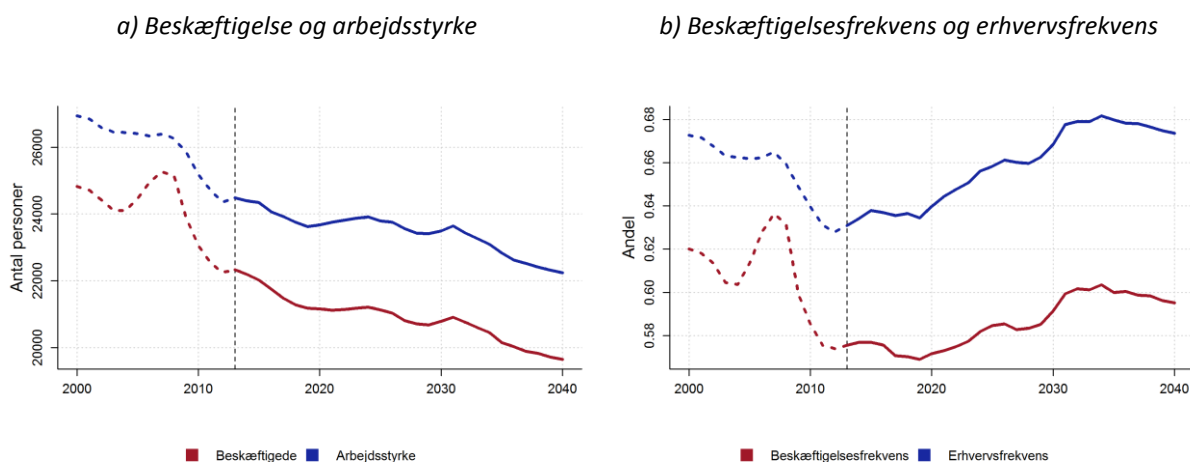 a) Beskæftigelse og arbejdsstyrke
b) Beskæftigelsesfrekvens og erhvervsfrekvens
Antal personer
26000
24000
22000
20000
2000 2010 2020 2030 2040
Beskæftigede Arbejdsstyrke
Andel
0.68
0.66
0.64
0.62
0.60
0.58
2000 2010 2020 2030 2040
Beskæftigelsesfrekvens Erhvervsfrekvens